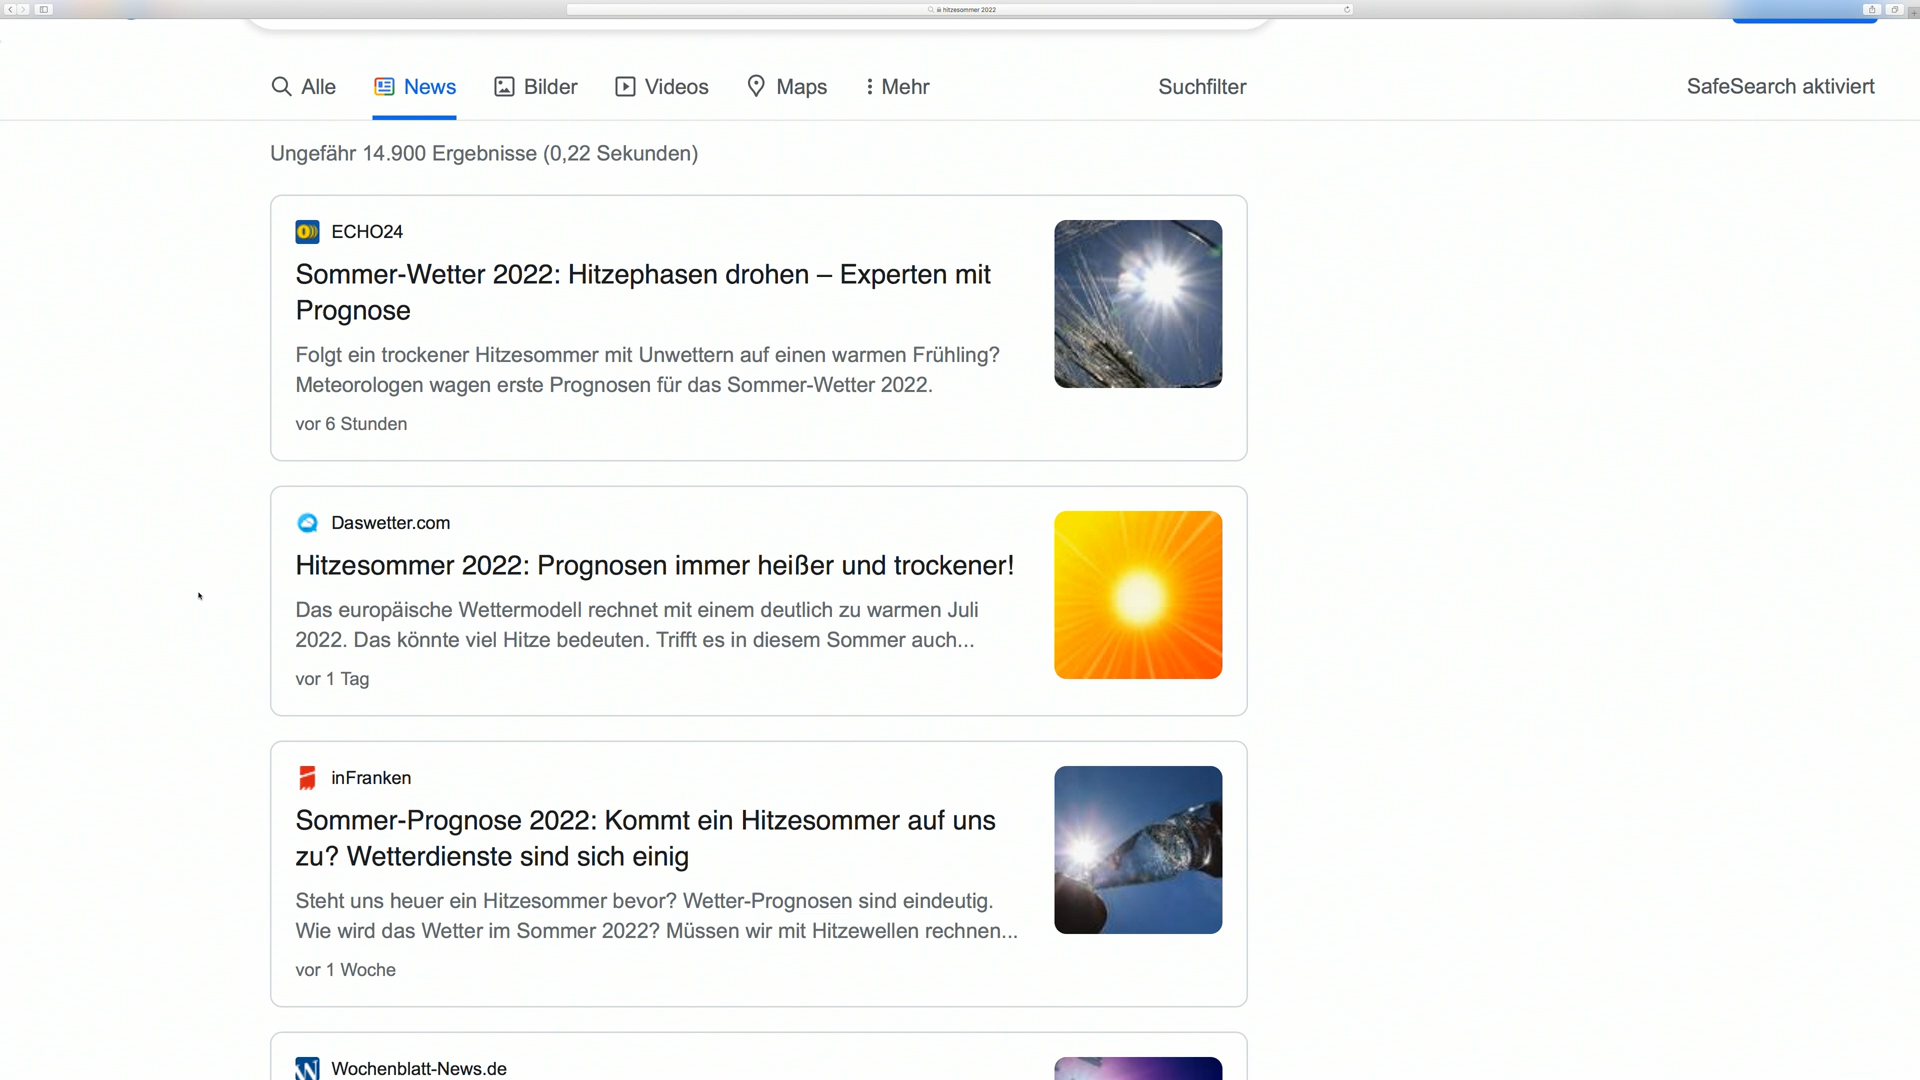 hitzesommer 2022
Alle
News
Bilder
Videos
Maps
Mehr
Suchfilter
SafeSearch aktiviert
Ungefähr 14.900 Ergebnisse (0,22 Sekunden)
ECHO24
Sommer-Wetter 2022: Hitzephasen drohen – Experten mit
Prognose
Folgt ein trockener Hitzesommer mit Unwettern auf einen warmen Frühling?
Meteorologen wagen erste Prognosen für das Sommer-Wetter 2022.
vor 6 Stunden
Daswetter.com
Hitzesommer 2022: Prognosen immer heißer und trockener!
Das europäische Wettermodell rechnet mit einem deutlich zu warmen Juli
2022. Das könnte viel Hitze bedeuten. Trifft es in diesem Sommer auch...
vor 1 Tag
inFranken
Sommer-Prognose 2022: Kommt ein Hitzesommer auf uns
zu? Wetterdienste sind sich einig
Steht uns heuer ein Hitzesommer bevor? Wetter-Prognosen sind eindeutig.
Wie wird das Wetter im Sommer 2022? Müssen wir mit Hitzewellen rechnen...
vor 1 Woche
Wochenblatt-News.de